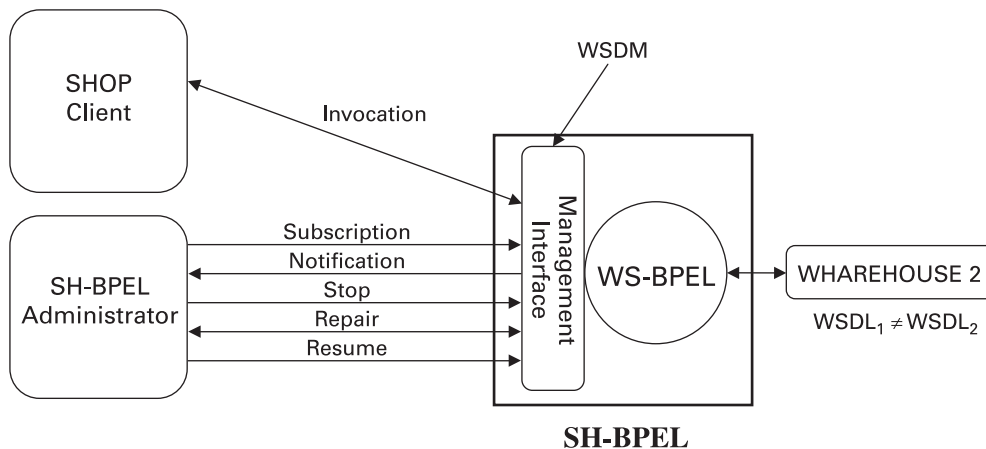 WSDM
SHOP
Client
Invocation
Management
Interface
Subscription
Notification
Stop
Repair
Resume
SH-BPEL
Administrator
WS-BPEL
WHAREHOUSE 2
WSDL₁ ≠ WSDL₂
SH-BPEL